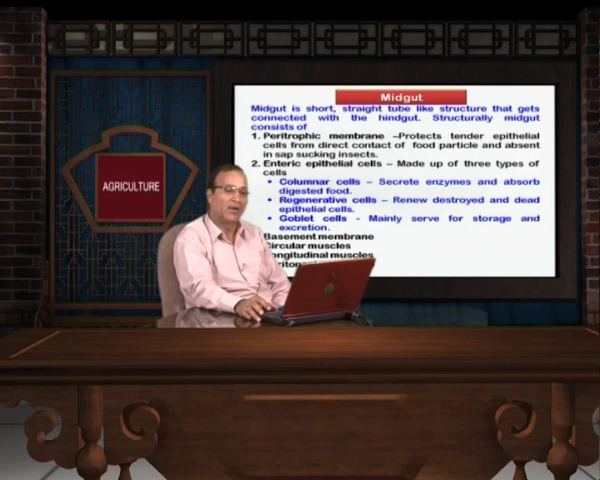 AGRICULTURE
Midgut
Midgut is short, straight tube like structure that gets
connected with the hindgut. Structurally midgut
consists of
1. Peritrophic membrane –Protects tender epithelial
cells from direct contact of food particle and absent
in sap sucking insects.
2. Enteric epithelial cells – Made up of three types of
cells
• Columnar cells – Secrete enzymes and absorb
digested food.
• Regenerative cells – Renew destroyed and dead
epithelial cells.
• Goblet cells - Mainly serve for storage and
excretion.
Basement membrane
Circular muscles
Longitudinal muscles